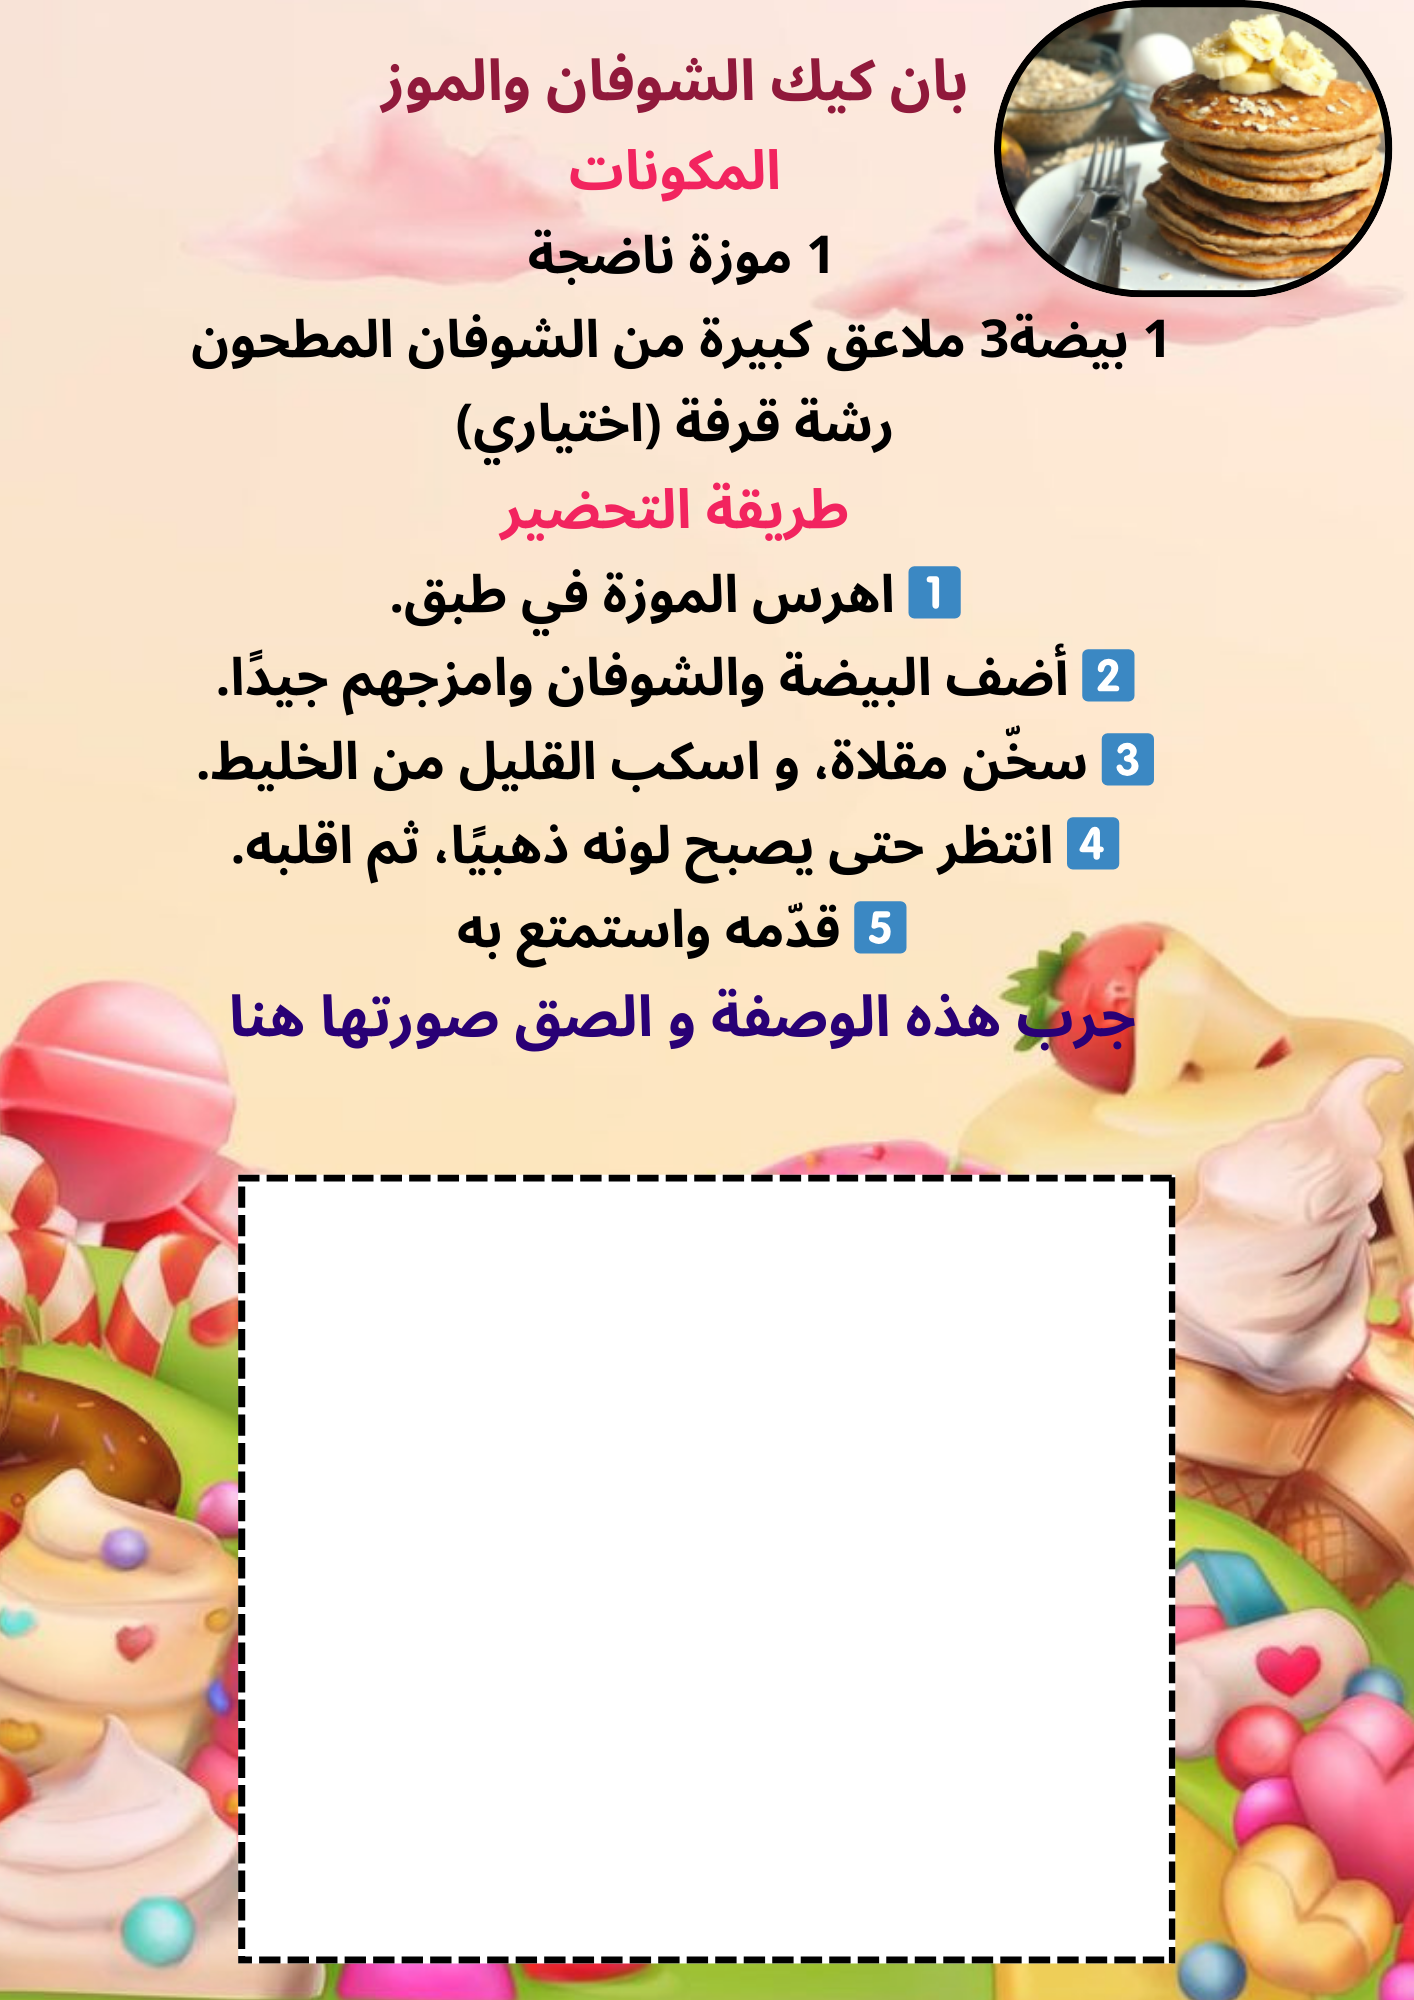 بان كيك الشوفان والموز
المكونات
1 موزة ناضجة
1 بيضة3 ملاعق كبيرة من الشوفان المطحون
رشة قرفة (اختياري)
طريقة التحضير
1️⃣ اهرس الموزة في طبق.
2️⃣ أضف البيضة والشوفان وامزجهم جيدًا.
3️⃣ سخّن مقلاة، و اسكب القليل من الخليط.
4️⃣ انتظر حتى يصبح لونه ذهبيًا، ثم اقلبه.
5️⃣ قدّمه واستمتع به
جرب هذه الوصفة و الصق صورتها هنا